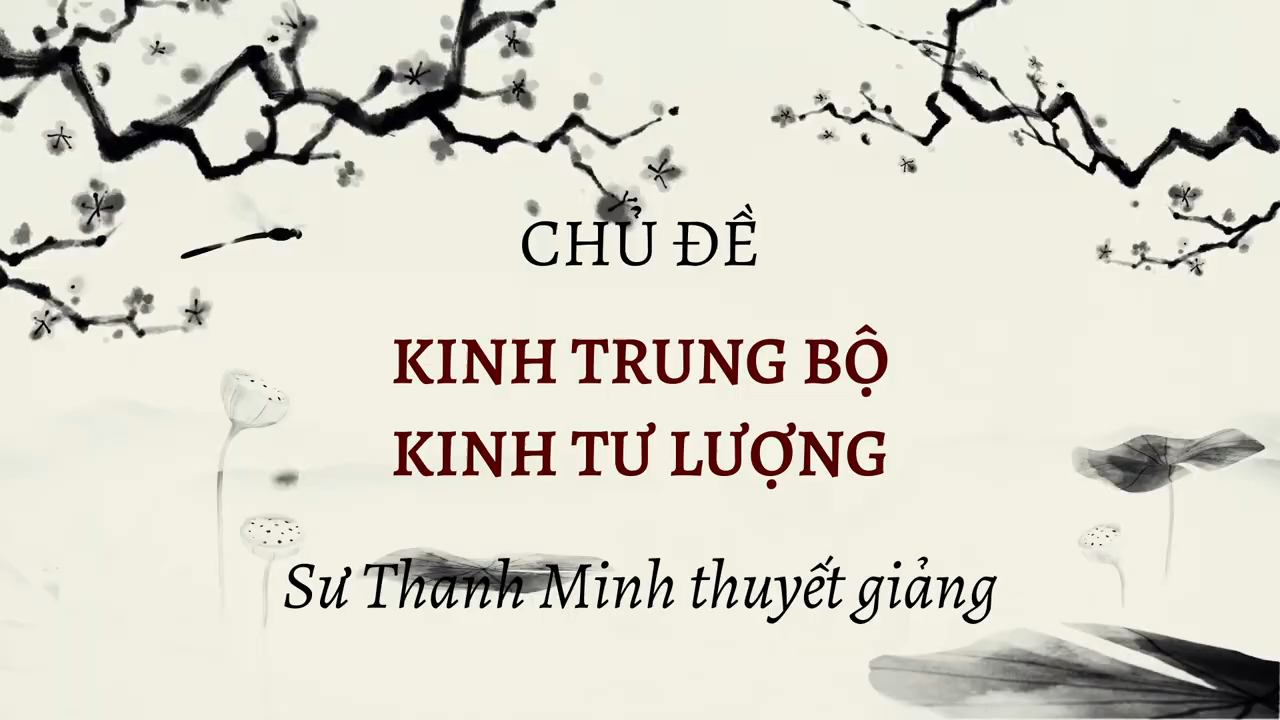 CHỦ ĐỀ
KINH TRUNG BỘ
KINH TƯ LƯỢNG
Sư Thanh Minh thuyết giảng